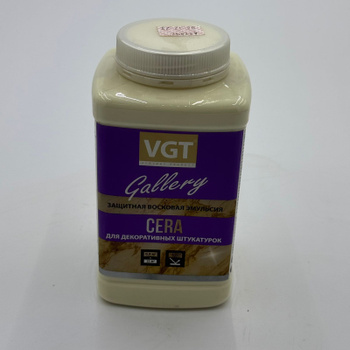 VGT
Gallery
ЗАЩИТНАЯ ВОСКОВАЯ ЭМУЛЬСИЯ
CERA
ДЛЯ ДЕКОРАТИВНЫХ ШТУКАТУРОК